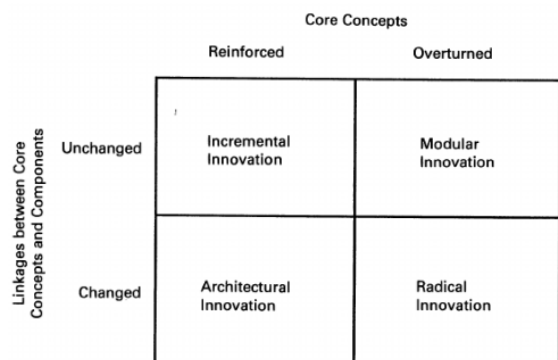 Core Concepts
Reinforced Overturned
Linkages between Core
Concepts and Components
Unchanged
Incremental
Innovation
Modular
Innovation
Changed
Architectural
Innovation
Radical
Innovation